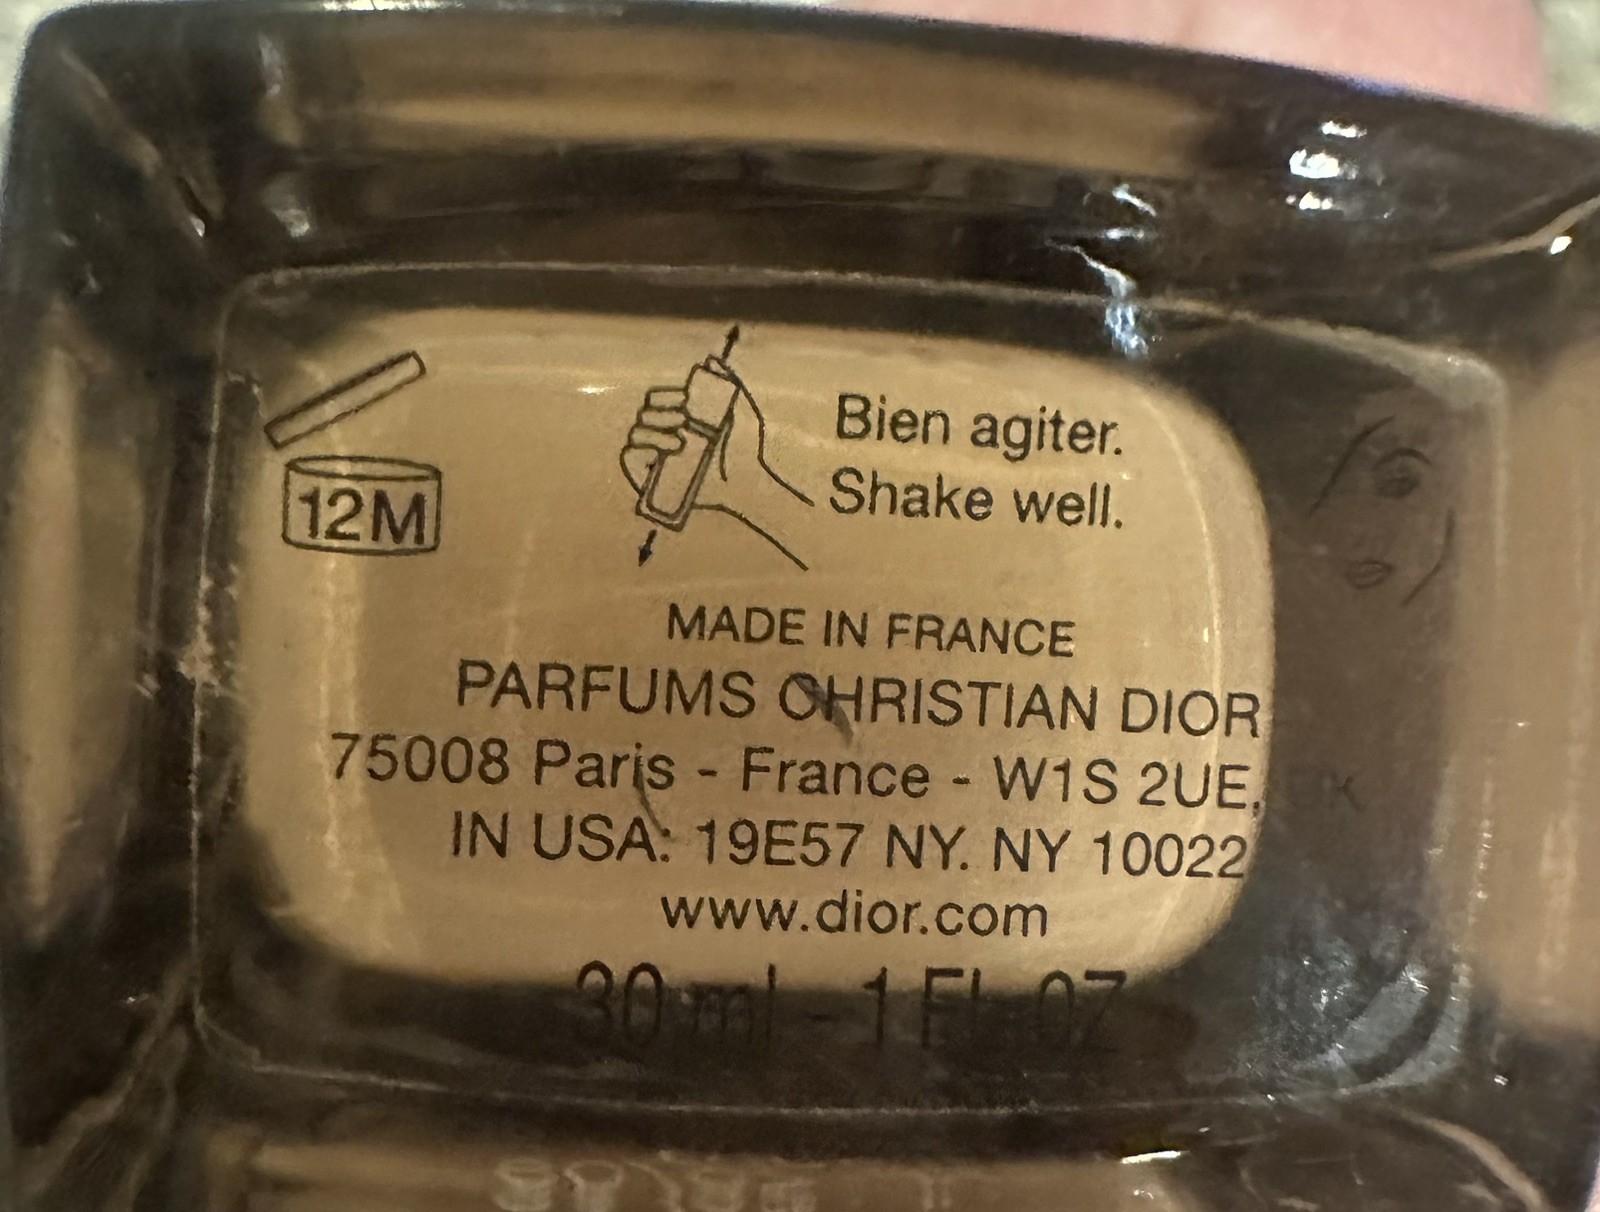 12M
Bien agiter.
Shake well.
MADE IN FRANCE
PARFUMS CHRISTIAN DIOR
75008 Paris - France - W1S 2UE.
IN USA: 19E57 NY. NY 10022
www.dior.com
30 ml - 1 Fl. OZ